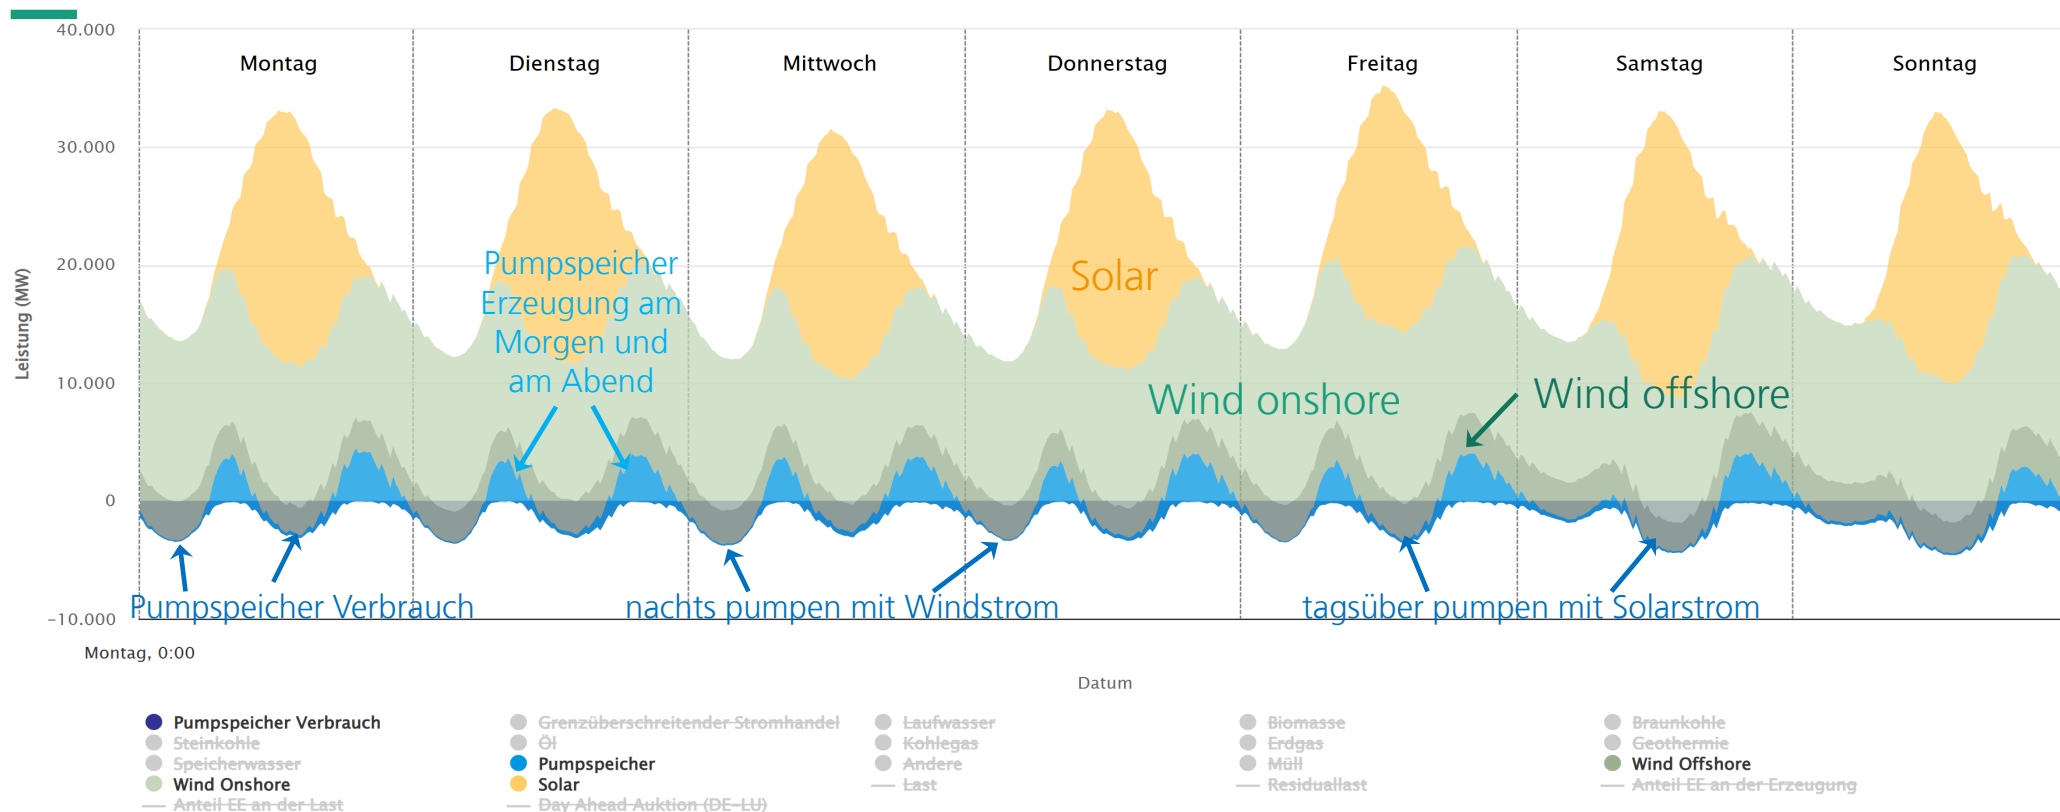 40.000
Montag
Dienstag
Mittwoch
Donnerstag
Freitag
Samstag
Sonntag
30.000
20.000
10.000
0
-10.000
Leistung (MW)
Pumpspeicher
Erzeugung am
Morgen und
am Abend
Solar
Wind onshore
Wind offshore
Pumpspeicher Verbrauch
nachts pumpen mit Windstrom
tagsüber pumpen mit Solarstrom
Montag, 0:00
Datum
Pumpspeicher Verbrauch
Grenzüberschreitender Stromhandel
Laufwasser
Biomasse
Braunkohle
Steinkohle
Öl
Kohlegas
Erdgas
Geothermie
Speicherwasser
Pumpspeicher
Andere
Müll
Wind Offshore
Wind Onshore
Solar
Last
Residuallast
Anteil EE an der Erzeugung
Anteil EE an der Last
Day Ahead Auktion (DE-LU)